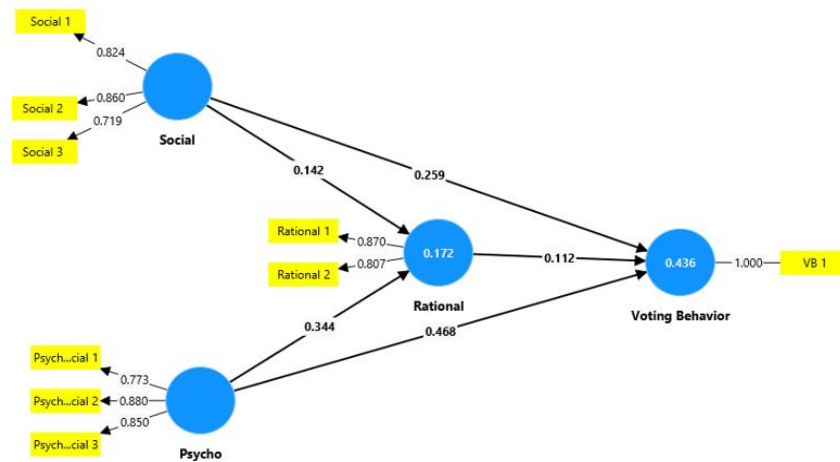 Social 1
0.824
Social 2
0.860
Social 3
0.719
Social
0.142
0.259
Rational 1
0.870
Rational 2
0.807
0.172
Rational
0.112
0.436
Voting Behavior
1.000
VB 1
0.344
0.468
Psych...cial 1
0.773
Psych...cial 2
0.880
Psych...cial 3
0.850
Psycho